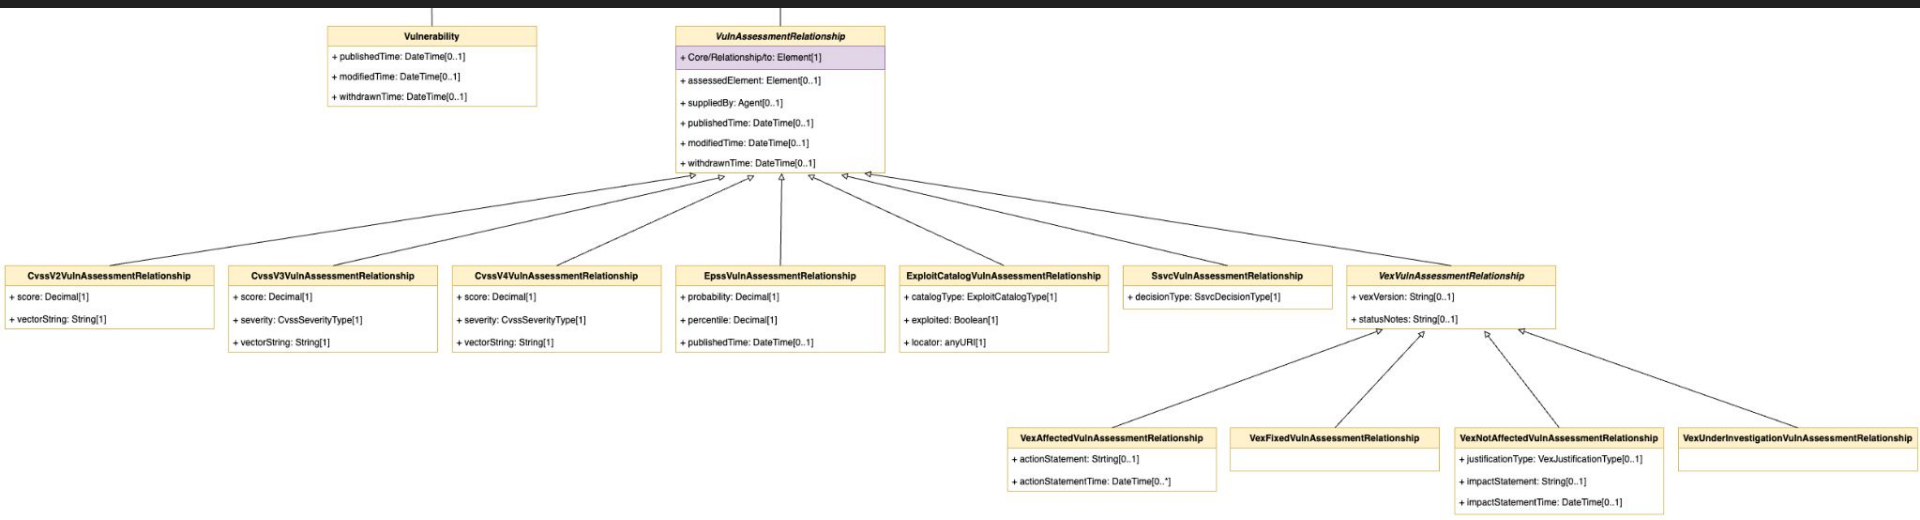 Vulnerability
+ publishedTime: DateTime[0..1]
+ modifiedTime: DateTime[0..1]
+ withdrawnTime: DateTime[0..1]
VulnAssessmentRelationship
+ Core/Relationship/to: Element[1]
+ assessedElement: Element[0..1]
+ suppliedBy: Agent[0..1]
+ publishedTime: DateTime[0..1]
+ modifiedTime: DateTime[0..1]
+ withdrawnTime: DateTime[0..1]
CvssV2VulnAssessmentRelationship
+ score: Decimal[1]
+ vectorString: String[1]
CvssV3VulnAssessmentRelationship
+ score: Decimal[1]
+ severity: CvssSeverityType[1]
+ vectorString: String[1]
CvssV4VulnAssessmentRelationship
+ score: Decimal[1]
+ severity: CvssSeverityType[1]
+ vectorString: String[1]
EpssVulnAssessmentRelationship
+ probability: Decimal[1]
+ percentile: Decimal[1]
+ publishedTime: DateTime[0..1]
ExploitCatalogVulnAssessmentRelationship
+ catalogType: ExploitCatalogType[1]
+ exploited: Boolean[1]
+ locator: anyURI[1]
SsvcVulnAssessmentRelationship
+ decisionType: SsvcDecisionType[1]
VexVulnAssessmentRelationship
+ vexVersion: String[0..1]
+ statusNotes: String[0..1]
VexAffectedVulnAssessmentRelationship
+ actionStatement: Strting[0..1]
+ actionStatementTime: DateTime[0..*]
VexFixedVulnAssessmentRelationship
VexNotAffectedVulnAssessmentRelationship
+ justificationType: VexJustificationType[0..1]
+ impactStatement: String[0..1]
+ impactStatementTime: DateTime[0..1]
VexUnderInvestigationVulnAssessmentRelationship